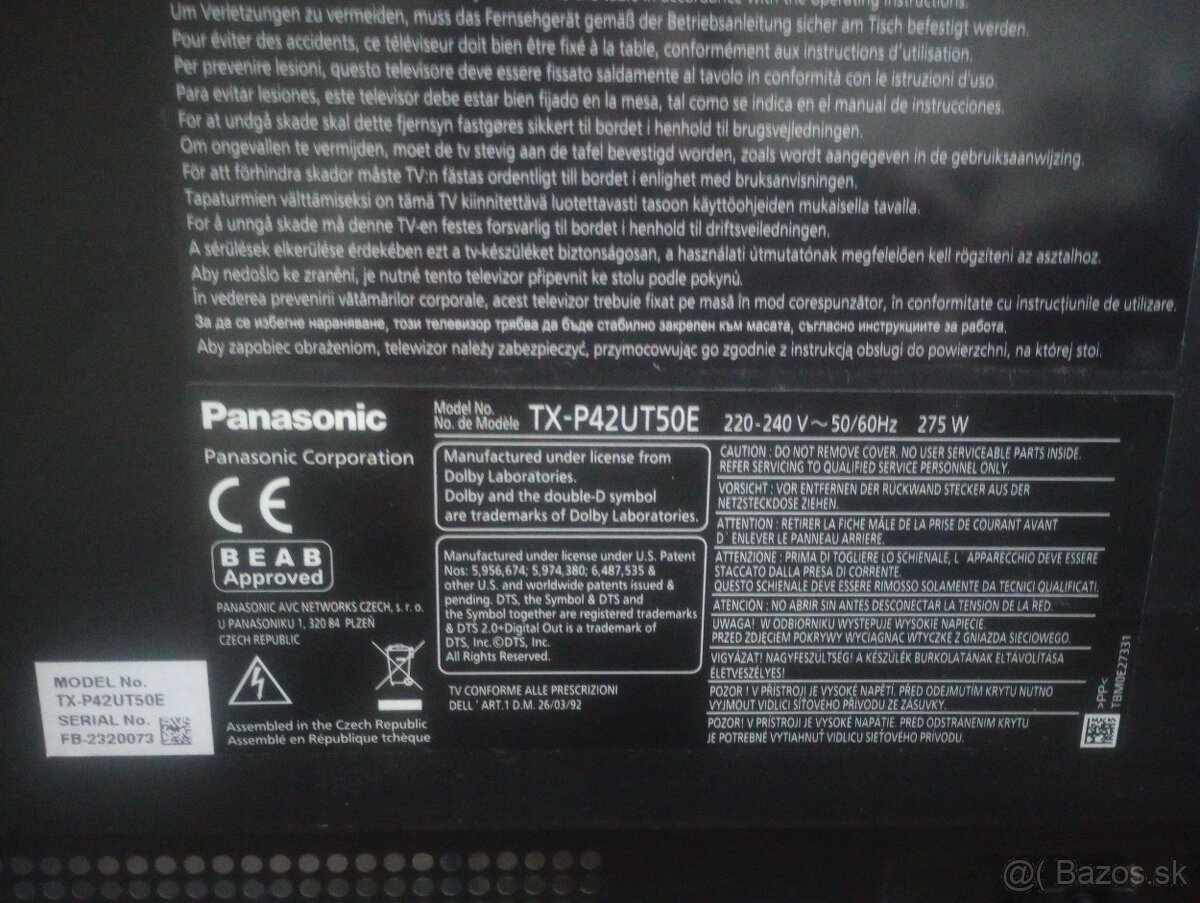 in accordance with the operating instructions.
Um Verletzungen zu vermeiden, muss das Fernsehgerät gemäß der Betriebsanleitung sicher am Tisch befestigt werden.
Pour éviter des accidents, ce téléviseur doit bien être fixé à la table, conformément aux instructions d'utilisation.
Per prevenire lesioni, questo televisore deve essere fissato saldamente al tavolo in conformità con le istruzioni d'uso.
Para evitar lesiones, este televisor debe estar bien fijado en la mesa, tal como se indica en el manual de instrucciones.
For at undgå skade skal dette fjernsyn fastgøres sikkert til bordet i henhold til brugsvejledningen.
Om ongevallen te vermijden, moet de tv stevig aan de tafel bevestigd worden, zoals wordt aangegeven in de gebruiksaanwijzing.
För att förhindra skador måste TV:n fästas ordentligt till bordet i enlighet med bruksanvisningen.
Tapaturmien välttämiseksi on tämä TV kiinnitettävä luotettavasti tasoon käyttöohjeiden mukaisella tavalla.
For å unngå skade må denne TV-en festes forsvarlig til bordet i henhold til driftsveiledningen.
A sérülések elkerülése érdekében ezt a tv-készüléket biztonságosan, a használati útmutatónak megfelelően kell rögzíteni az asztalhoz.
Aby nedošlo ke zranění, je nutné tento televizor připevnit ke stolu podle pokynů.
În vederea prevenirii vătămărilor corporale, acest televizor trebuie fixat pe masă în mod corespunzător, în conformitate cu instrucţiunile de utilizare.
За да се избегне нараняване, този телевизор трябва да бъде стабилно закрепен към масата, съгласно инструкциите за работа.
Aby zapobiec obrażeniom, telewizor należy zabezpieczyć, przymocowując go zgodnie z instrukcją obsługi do powierzchni, na której stoi.
Panasonic
Model No.
No. de Modèle
TX-P42UT50E 220-240 V~50/60Hz 275 W
Panasonic Corporation
CE
BEAB
Approved
PANASONIC AVC NETWORKS CZECH, s. r. o.
U PANASONIKU 1, 320 84 PLZEŇ
CZECH REPUBLIC
Assembled in the Czech Republic
Assemblé en République tchèque
MODEL No.
TX-P42UT50E
SERIAL No.
FB-2320073
Manufactured under license from
Dolby Laboratories.
Dolby and the double-D symbol
are trademarks of Dolby Laboratories.
Manufactured under license under U.S. Patent
Nos: 5,956,674; 5,974,380; 6,487,535 &
other U.S. and worldwide patents issued &
pending. DTS, the Symbol & DTS and
the Symbol together are registered trademarks
& DTS 2.0+Digital Out is a trademark of
DTS, Inc.©DTS, Inc.
All Rights Reserved.
TV CONFORME ALLE PRESCRIZIONI
DELL' ART.1 D.M. 26/03/92
CAUTION : DO NOT REMOVE COVER. NO USER SERVICEABLE PARTS INSIDE.
REFER SERVICING TO QUALIFIED SERVICE PERSONNEL ONLY.
VORSICHT : VOR ENTFERNEN DER RÜCKWAND STECKER AUS DER
NETZSTECKDOSE ZIEHEN.
ATTENTION : RETIRER LA FICHE MÂLE DE LA PRISE DE COURANT AVANT
D' ENLEVER LE PANNEAU ARRIERE.
ATTENZIONE : PRIMA DI TOGLIERE LO SCHIENALE, L' APPARECCHIO DEVE ESSERE
STACCATO DALLA PRESA DI CORRENTE.
QUESTO SCHIENALE DEVE ESSERE RIMOSSO SOLAMENTE DA TECNICI QUALIFICATI.
ATENCION : NO ABRIR SIN ANTES DESCONECTAR LA TENSION DE LA RED.
UWAGA! W ODBIORNIKU WYSTĘPUJE WYSOKIE NAPIĘCIE.
PRZED ZDJĘCIEM POKRYWY WYCIĄGNĄĆ WTYCZKĘ Z GNIAZDA SIECIOWEGO.
VIGYÁZAT! NAGYFESZÜLTSÉG! A KÉSZÜLÉK BURKOLATÁNAK ELTÁVOLÍTÁSA
ÉLETVESZÉLYES!
POZOR ! V PŘÍSTROJI JE VYSOKÉ NAPĚTÍ. PŘED ODEJMUTÍM KRYTU NUTNO
VYJMOUT VIDLICI SÍŤOVÉHO PŘÍVODU ZE ZÁSUVKY.
POZOR! V PRÍSTROJI JE VYSOKÉ NAPÄTIE. PRED ODSTRÁNENÍM KRYTU
JE POTREBNÉ VYTIAHNUŤ VIDLICU SIEŤOVÉHO PRÍVODU.
>PP<
TBM0E27331
@( Bazos.sk